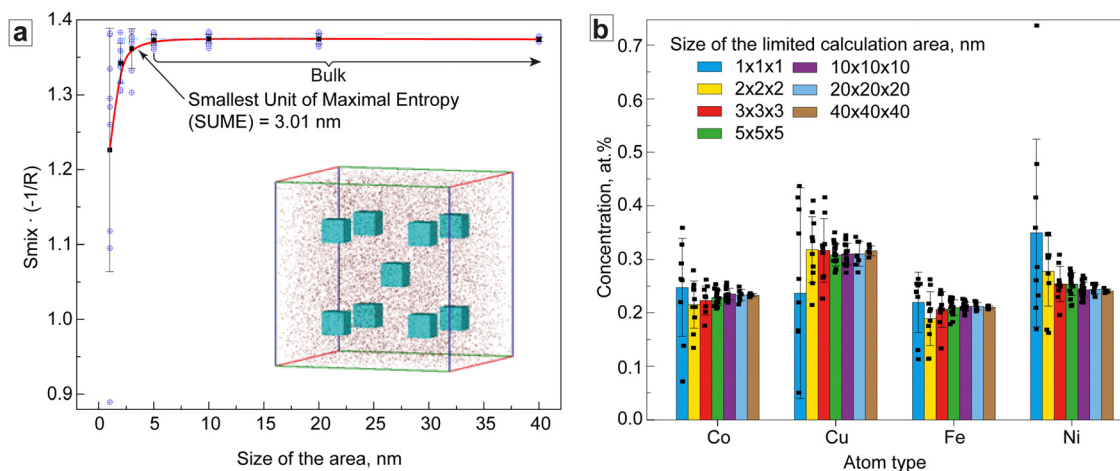 a
1.4
1.3
1.2
1.1
1.0
0.9
Smix · (-1/R)
0 5 10 15 20 25 30 35 40
Size of the area, nm
Bulk
Smallest Unit of Maximal Entropy
(SUME) = 3.01 nm
b
0.7
0.6
0.5
0.4
0.3
0.2
0.1
0.0
Concentration, at.%
Size of the limited calculation area, nm
1x1x1 10x10x10
2x2x2 20x20x20
3x3x3 40x40x40
5x5x5
Co Cu Fe Ni
Atom type